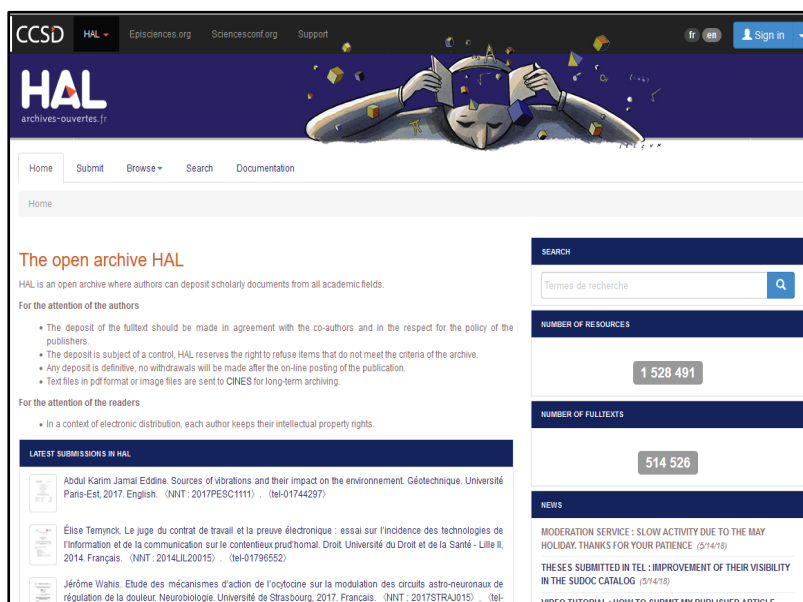 CCSD HAL Episciences.org Sciencesconf.org Support fr en Sign in
HAL
archives-ouvertes.fr
Home Submit Browse Search Documentation
Home
The open archive HAL
HAL is an open archive where authors can deposit scholarly documents from all academic fields.
For the attention of the authors
• The deposit of the fulltext should be made in agreement with the co-authors and in the respect for the policy of the
publishers.
• The deposit is subject of a control, HAL reserves the right to refuse items that do not meet the criteria of the archive.
• Any deposit is definitive, no withdrawals will be made after the on-line posting of the publication.
• Text files in pdf format or image files are sent to CINES for long-term archiving.
For the attention of the readers
• In a context of electronic distribution, each author keeps their intellectual property rights.
LATEST SUBMISSIONS IN HAL
Abdul Karim Jamal Eddine. Sources of vibrations and their impact on the environnement. Géotechnique. Université
Paris-Est, 2017. English. 〈NNT : 2017PESC1111〉. 〈tel-01744297〉
Élise Ternynck. Le juge du contrat de travail et la preuve électronique : essai sur l'incidence des technologies de
l'Information et de la communication sur le contentieux prud'homal. Droit. Université du Droit et de la Santé - Lille II,
2014. Français. 〈NNT : 2014LIL20015〉. 〈tel-01796552〉
Jérôme Wahis. Etude des mécanismes d'action de l'ocytocine sur la modulation des circuits astro-neuronaux de
régulation de la douleur. Neurobiologie. Université de Strasbourg, 2017. Français. 〈NNT : 2017STRAJ015〉. 〈tel-
SEARCH
Termes de recherche
NUMBER OF RESOURCES
1 528 491
NUMBER OF FULLTEXTS
514 526
NEWS
MODERATION SERVICE : SLOW ACTIVITY DUE TO THE MAY
HOLIDAY. THANKS FOR YOUR PATIENCE (5/14/18)
THESES SUBMITTED IN TEL : IMPROVEMENT OF THEIR VISIBILITY
IN THE SUDOC CATALOG (5/14/18)
VIDEO TUTORIAL : HOW TO SUBMIT MY PUBLISHED ARTICLE